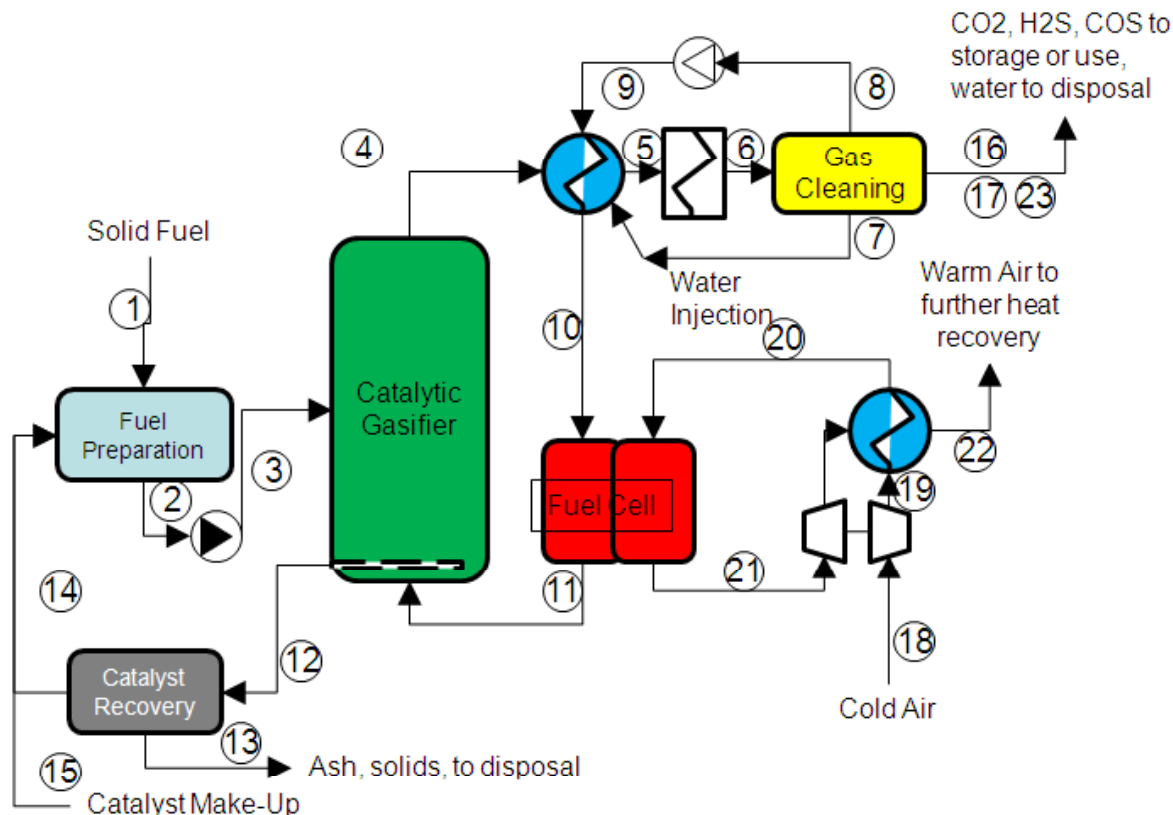 CO2, H2S, COS to
storage or use,
water to disposal
9
8
4
5
6
Gas
Cleaning
16
17
23
7
Solid Fuel
Water
Injection
Warm Air to
further heat
recovery
1
10
20
Catalytic
Gasifier
Fuel
Preparation
22
2
3
19
Fuel Cell
21
11
14
18
12
Catalyst
Recovery
Cold Air
13
15
Ash, solids, to disposal
Catalyst Make-Up